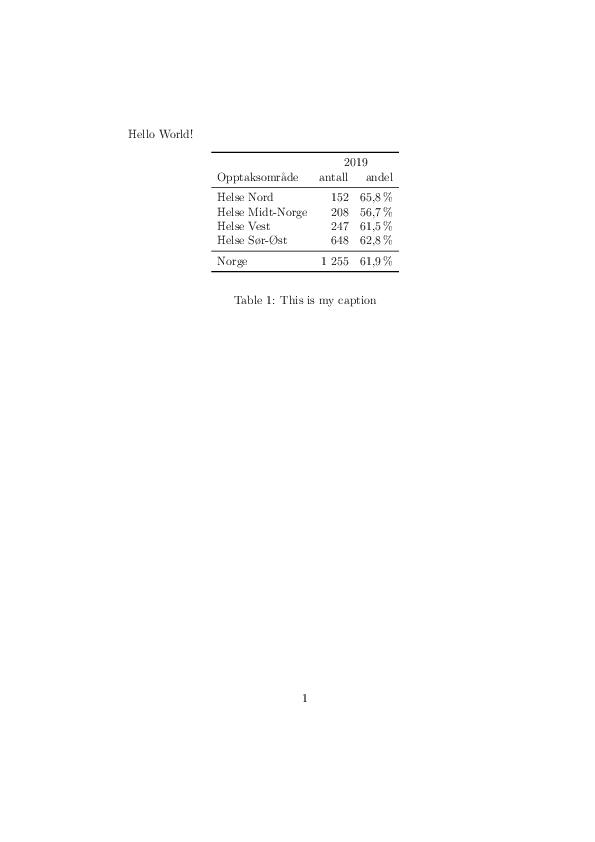 Hello World!
2019
Opptaksområde antall andel
Helse Nord 152 65,8 %
Helse Midt-Norge 208 56,7 %
Helse Vest 247 61,5 %
Helse Sør-Øst 648 62,8 %
Norge 1 255 61,9 %
Table 1: This is my caption
1